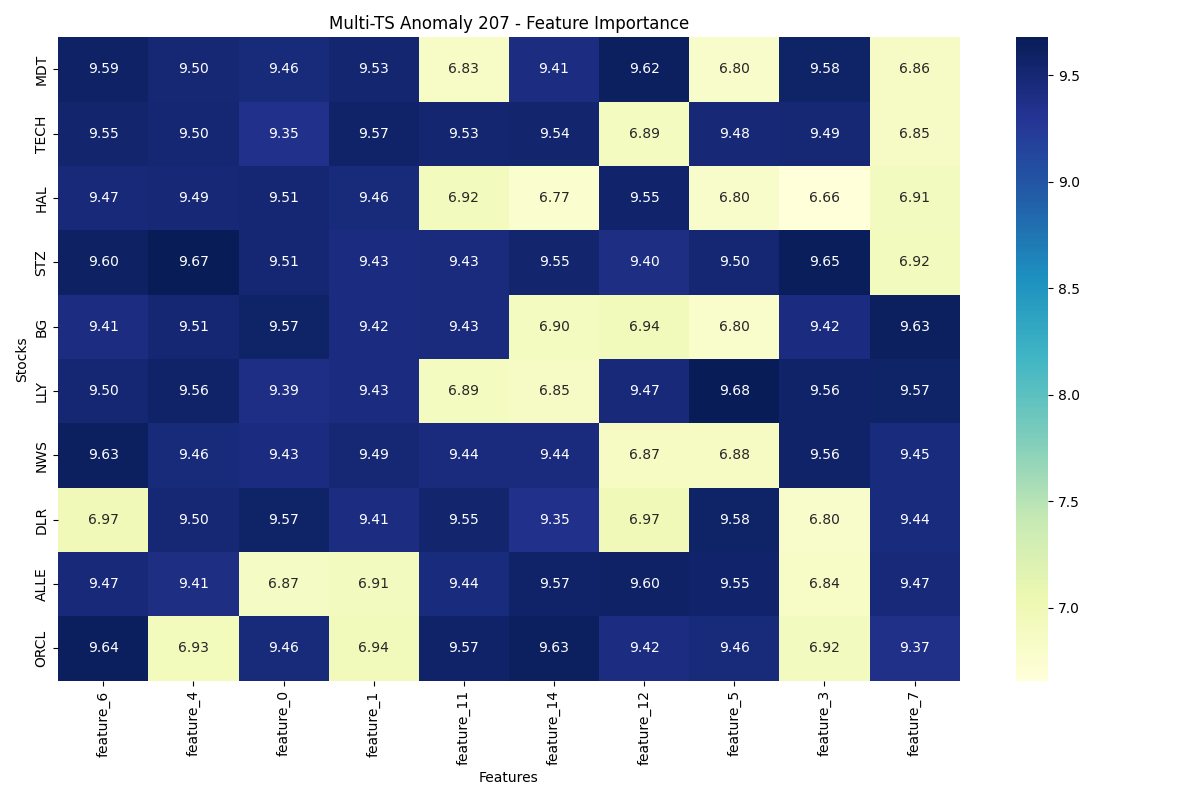 Multi-TS Anomaly 207 - Feature Importance
Stocks
MDT 9.59 9.50 9.46 9.53 6.83 9.41 9.62 6.80 9.58 6.86
TECH 9.55 9.50 9.35 9.57 9.53 9.54 6.89 9.48 9.49 6.85
HAL 9.47 9.49 9.51 9.46 6.92 6.77 9.55 6.80 6.66 6.91
STZ 9.60 9.67 9.51 9.43 9.43 9.55 9.40 9.50 9.65 6.92
BG 9.41 9.51 9.57 9.42 9.43 6.90 6.94 6.80 9.42 9.63
LLY 9.50 9.56 9.39 9.43 6.89 6.85 9.47 9.68 9.56 9.57
NWS 9.63 9.46 9.43 9.49 9.44 9.44 6.87 6.88 9.56 9.45
DLR 6.97 9.50 9.57 9.41 9.55 9.35 6.97 9.58 6.80 9.44
ALLE 9.47 9.41 6.87 6.91 9.44 9.57 9.60 9.55 6.84 9.47
ORCL 9.64 6.93 9.46 6.94 9.57 9.63 9.42 9.46 6.92 9.37
feature_6 feature_4 feature_0 feature_1 feature_11 feature_14 feature_12 feature_5 feature_3 feature_7
Features
9.5
9.0
8.5
8.0
7.5
7.0